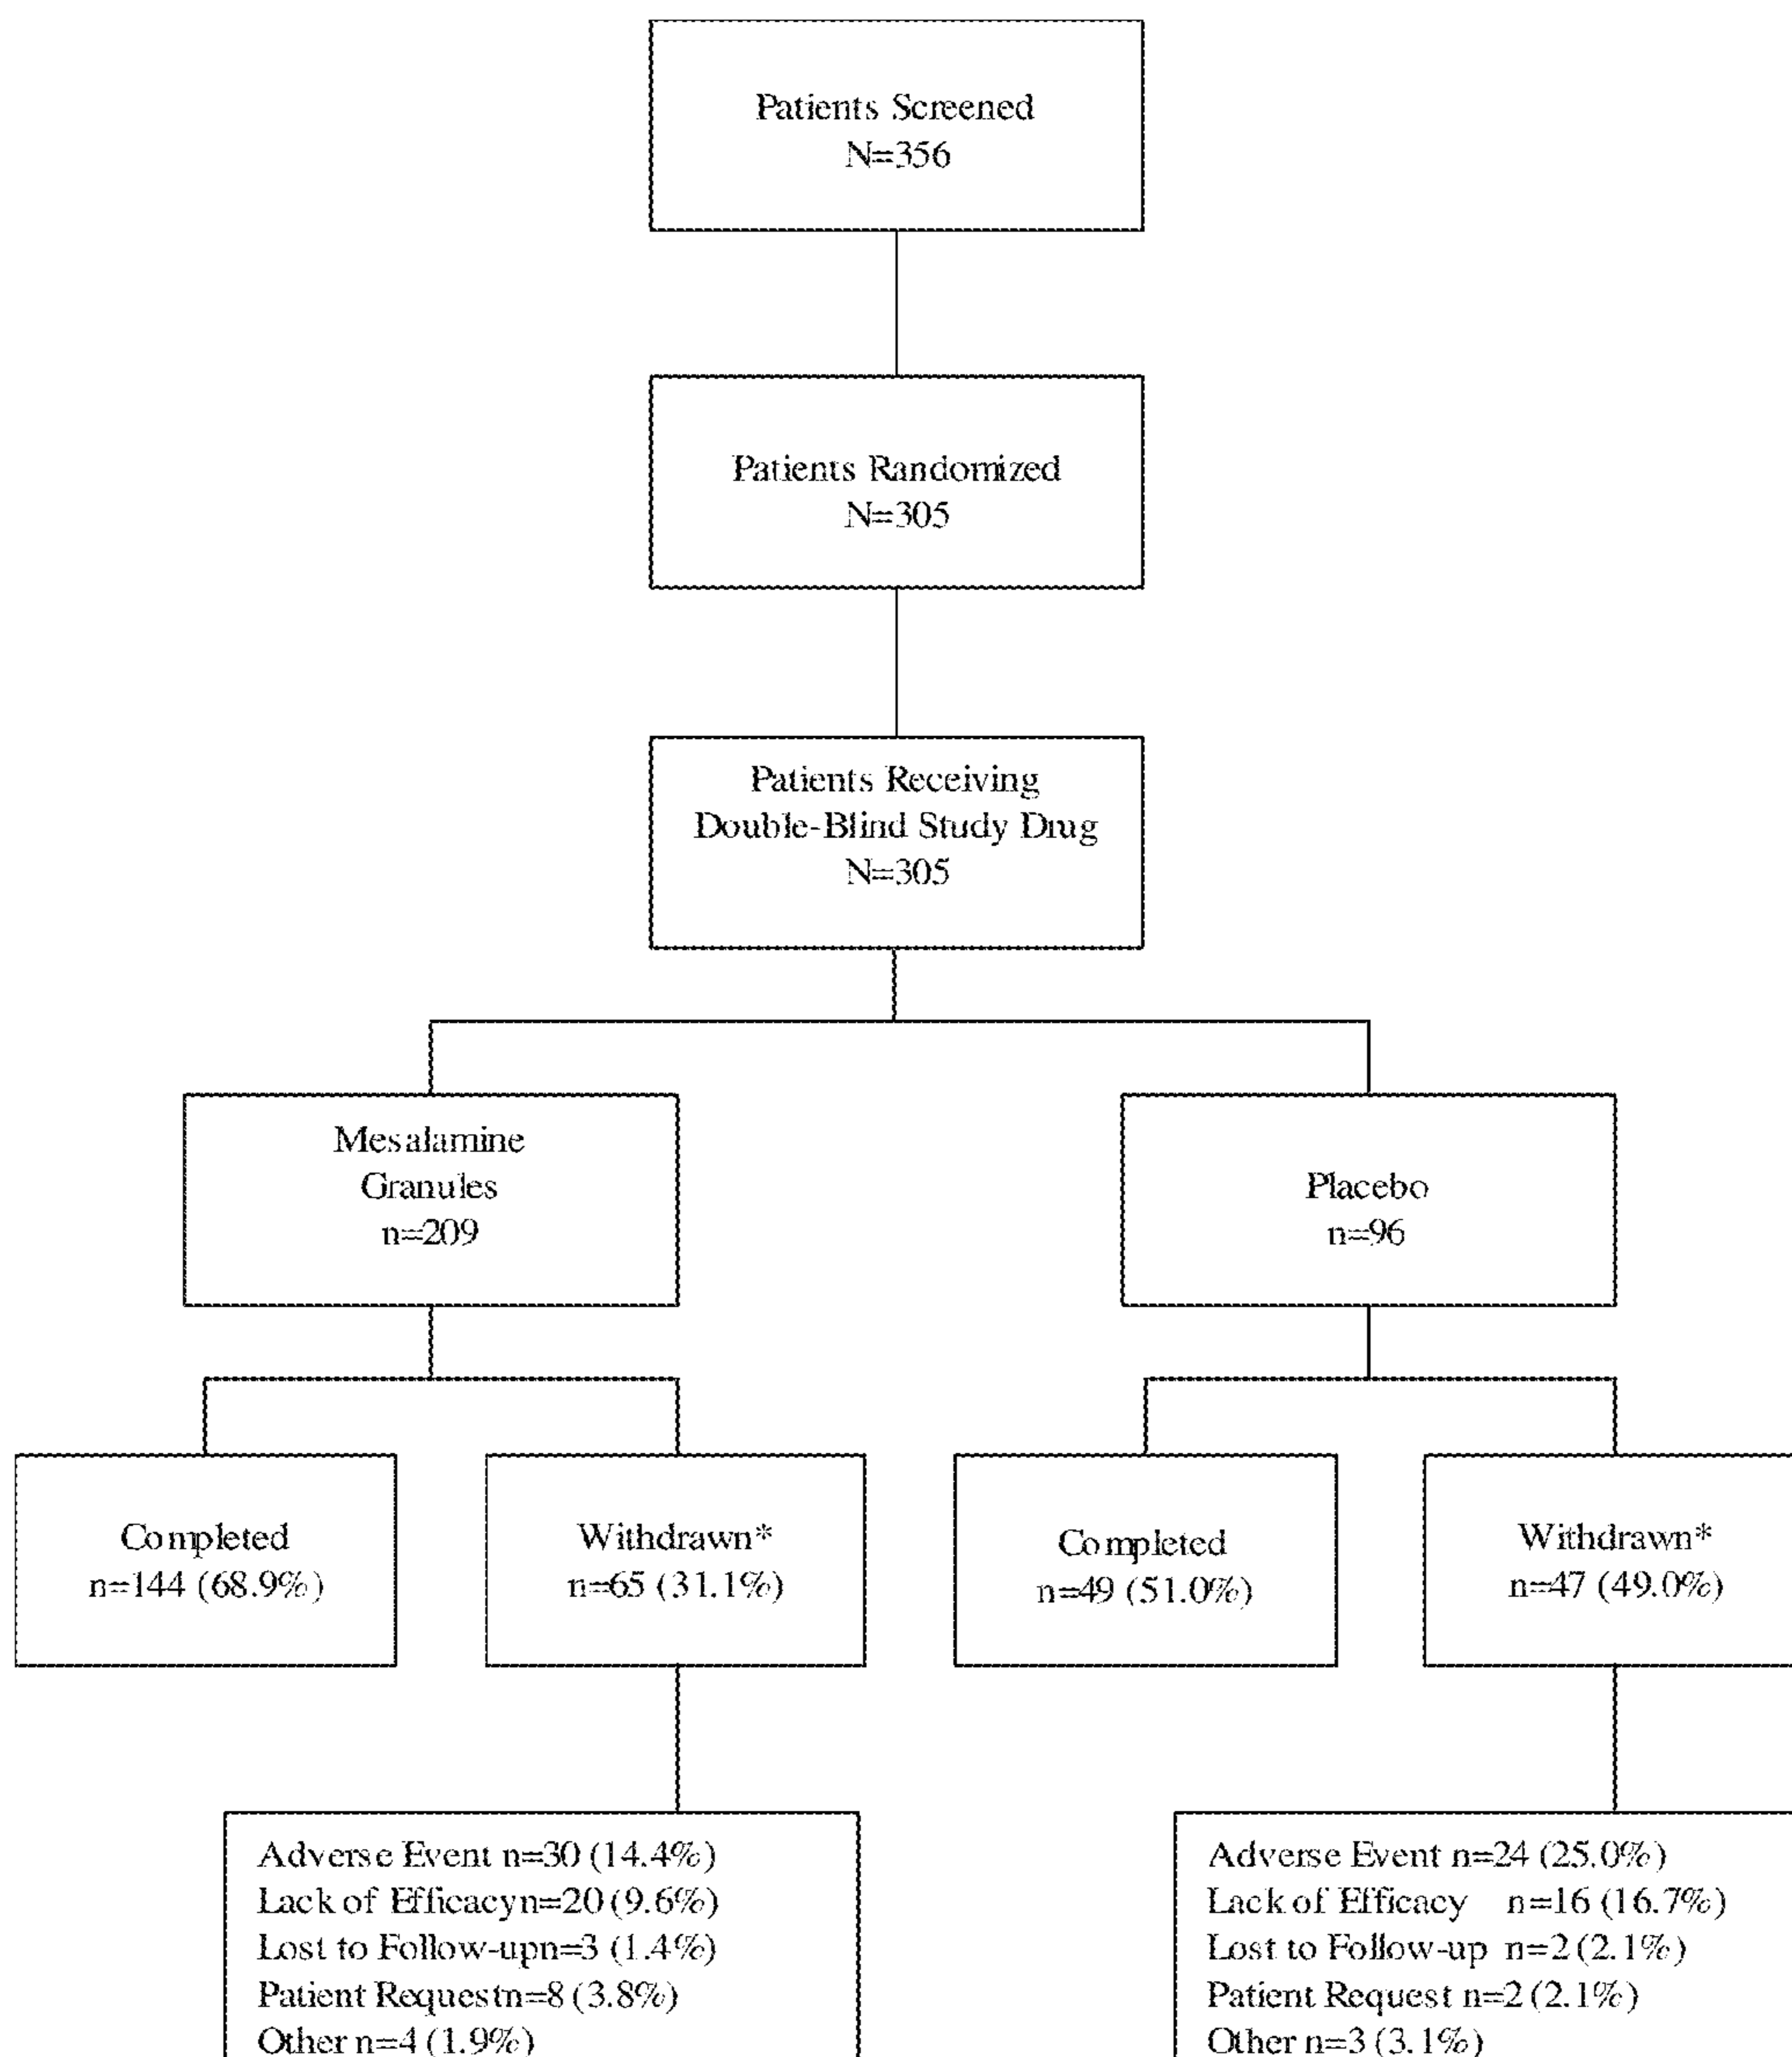 Patients Screened
N=356
Patients Randomized
N=305
Patients Receiving
Double-Blind Study Drug
N=305
Mesalamine
Granules
n=209
Placebo
n=96
Completed
n=144 (68.9%)
Withdrawn*
n=65 (31.1%)
Completed
n=49 (51.0%)
Withdrawn*
n=47 (49.0%)
Adverse Event n=30 (14.4%)
Lack of Efficacyn=20 (9.6%)
Lost to Follow-upn=3 (1.4%)
Patient Requestn=8 (3.8%)
Other n=4 (1.9%)
Adverse Event n=24 (25.0%)
Lack of Efficacy n=16 (16.7%)
Lost to Follow-up n=2 (2.1%)
Patient Request n=2 (2.1%)
Other n=3 (3.1%)